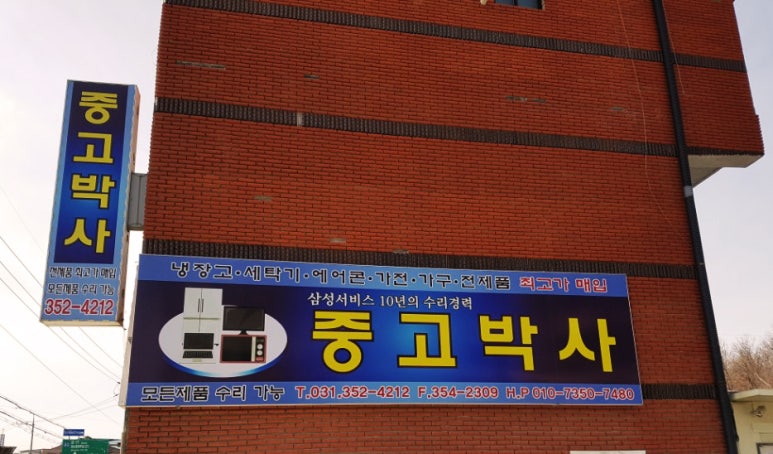 중고박사
전제품 최고가 매입
모든제품 수리 가능
352-4212
냉장고·세탁기·에어콘·가전·가구·전제품 최고가 매입
삼성서비스 10년의 수리경력
중고박사
모든제품 수리 가능 T.031.352-4212 F.354-2309 H.P 010-7350-7480